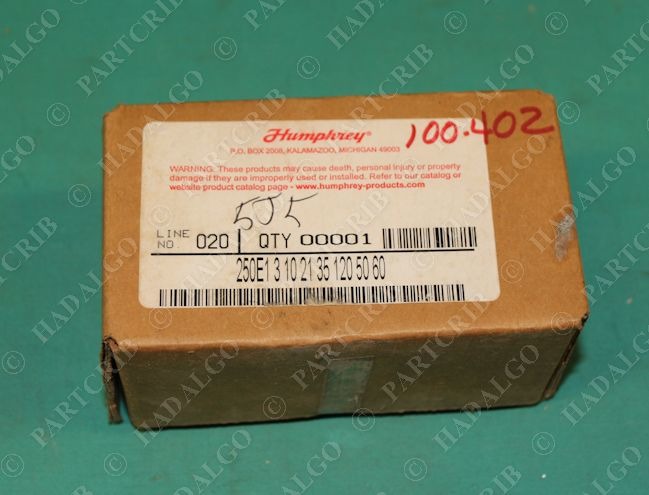 Humphrey®
100.402
P.O. BOX 2008, KALAMAZOO, MICHIGAN 49003
WARNING: These products may cause death, personal injury or property
damage if they are improperly used or installed. Refer to our catalog or
website product catalog page - www.humphrey-products.com
LINE NO. 020 QTY 00001
250E1 3 10 21 35 120 50 60
© PARTCRIB
© HADALGO